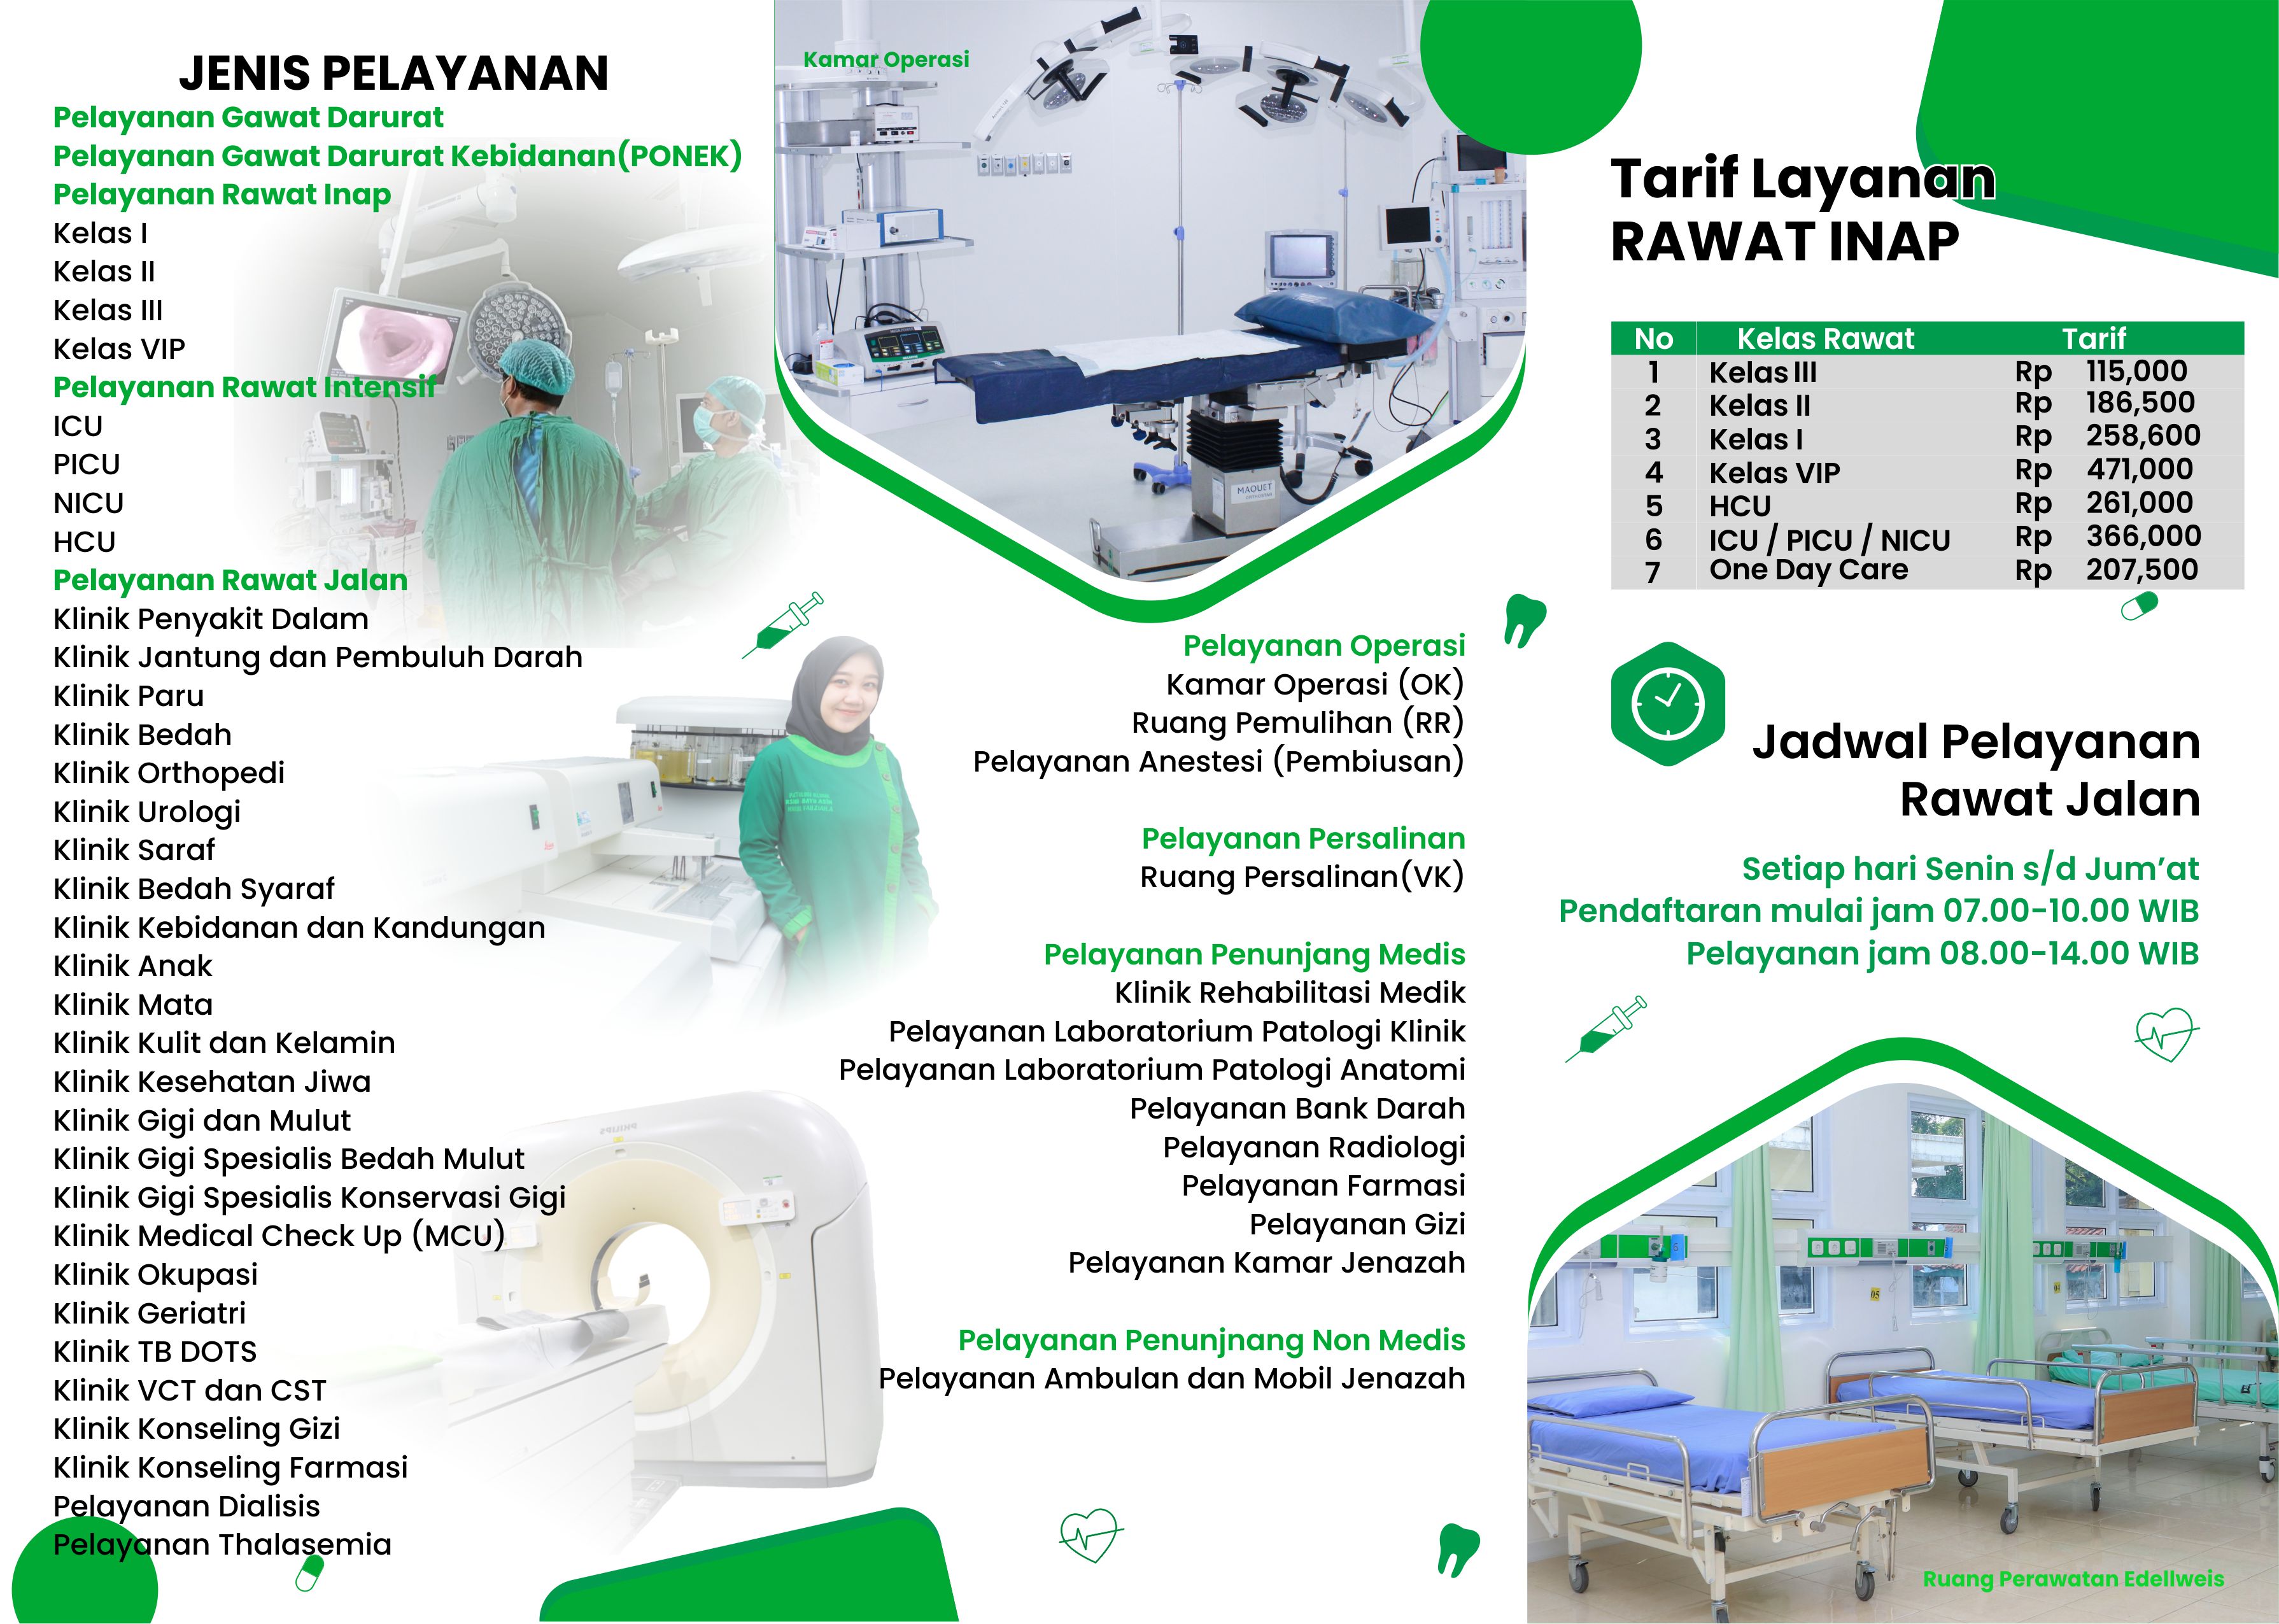 JENIS PELAYANAN
Pelayanan Gawat Darurat
Pelayanan Gawat Darurat Kebidanan(PONEK)
Pelayanan Rawat Inap
Kelas I
Kelas II
Kelas III
Kelas VIP
Pelayanan Rawat Intensif
ICU
PICU
NICU
HCU
Pelayanan Rawat Jalan
Klinik Penyakit Dalam
Klinik Jantung dan Pembuluh Darah
Klinik Paru
Klinik Bedah
Klinik Orthopedi
Klinik Urologi
Klinik Saraf
Klinik Bedah Syaraf
Klinik Kebidanan dan Kandungan
Klinik Anak
Klinik Mata
Klinik Kulit dan Kelamin
Klinik Kesehatan Jiwa
Klinik Gigi dan Mulut
Klinik Gigi Spesialis Bedah Mulut
Klinik Gigi Spesialis Konservasi Gigi
Klinik Medical Check Up (MCU)
Klinik Okupasi
Klinik Geriatri
Klinik TB DOTS
Klinik VCT dan CST
Klinik Konseling Gizi
Klinik Konseling Farmasi
Pelayanan Dialisis
Pelayanan Thalasemia
Kamar Operasi
MAQUET
Pelayanan Operasi
Kamar Operasi (OK)
Ruang Pemulihan (RR)
Pelayanan Anestesi (Pembiusan)
Pelayanan Persalinan
Ruang Persalinan(VK)
Pelayanan Penunjang Medis
Klinik Rehabilitasi Medik
Pelayanan Laboratorium Patologi Klinik
Pelayanan Laboratorium Patologi Anatomi
Pelayanan Bank Darah
Pelayanan Radiologi
Pelayanan Farmasi
Pelayanan Gizi
Pelayanan Kamar Jenazah
Pelayanan Penunjnang Non Medis
Pelayanan Ambulan dan Mobil Jenazah
PHILIPS
Tarif Layanan
RAWAT INAP
No Kelas Rawat Tarif
1 Kelas III Rp 115,000
2 Kelas II Rp 186,500
3 Kelas I Rp 258,600
4 Kelas VIP Rp 471,000
5 HCU Rp 261,000
6 ICU / PICU / NICU Rp 366,000
7 One Day Care Rp 207,500
Jadwal Pelayanan
Rawat Jalan
Setiap hari Senin s/d Jum’at
Pendaftaran mulai jam 07.00-10.00 WIB
Pelayanan jam 08.00-14.00 WIB
05
Ruang Perawatan Edellweis